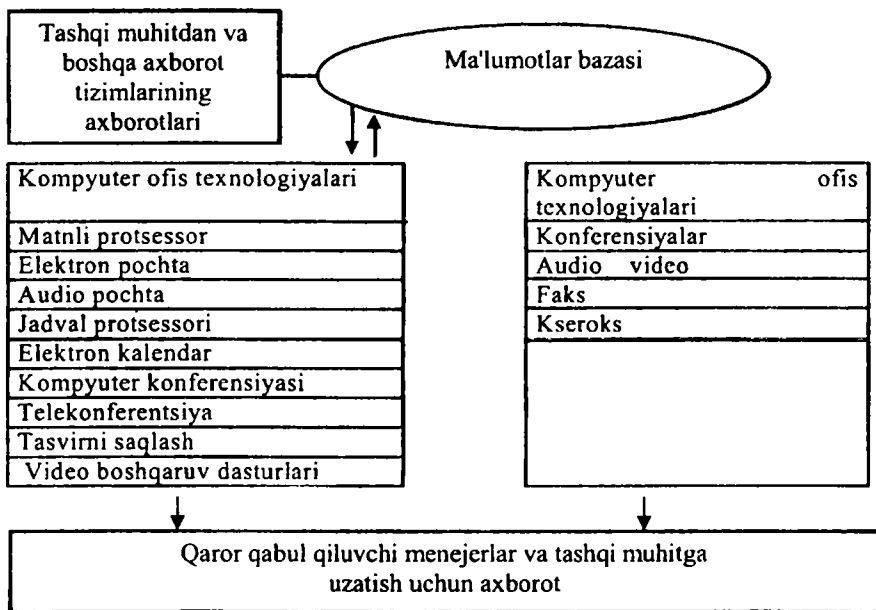 Tashqi muhitdan va
boshqa axborot
tizimlarining
axborotlari
Ma'lumotlar bazasi
Kompyuter ofis texnologiyalari
Matnli protsessor
Elektron pochta
Audio pochta
Jadval protsessori
Elektron kalendar
Kompyuter konferensiyasi
Telekonferentsiya
Tasvirni saqlash
Video boshqaruv dasturlari
Kompyuter ofis
texnologiyalari
Konferensiyalar
Audio video
Faks
Kseroks
Qaror qabul qiluvchi menejerlar va tashqi muhitga
uzatish uchun axborot